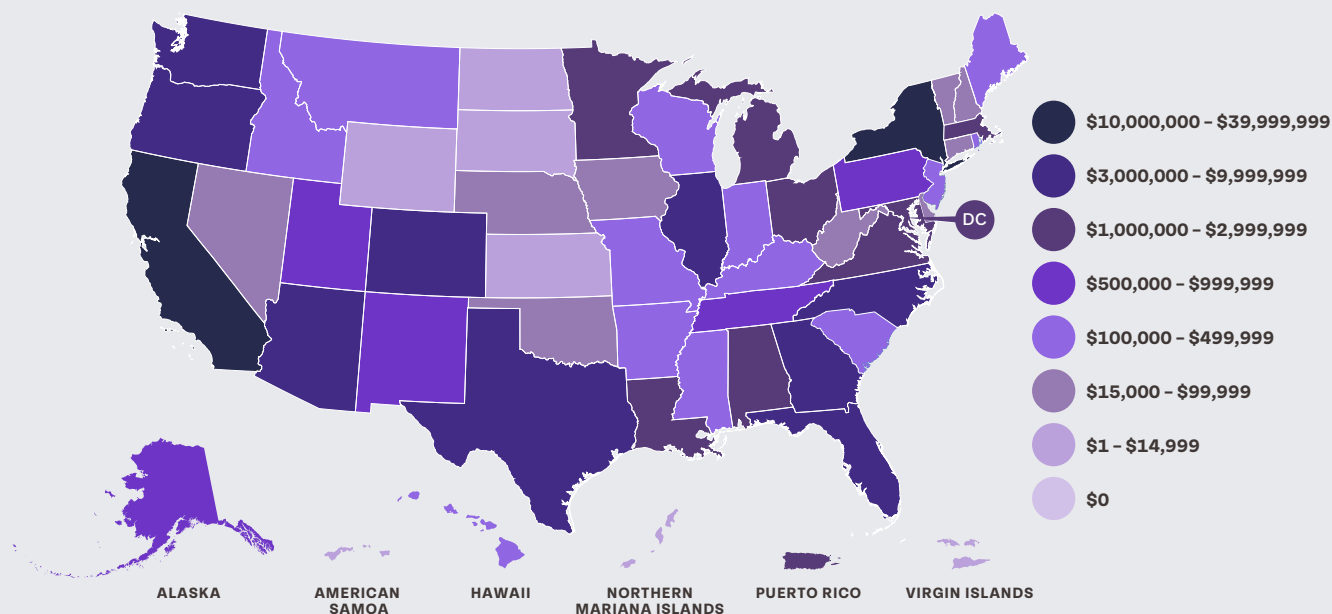 $10,000,000 – $39,999,999
$3,000,000 – $9,999,999
$1,000,000 – $2,999,999
DC
$500,000 – $999,999
$100,000 – $499,999
$15,000 – $99,999
$1 – $14,999
$0
ALASKA
AMERICAN
SAMOA
HAWAII
NORTHERN
MARIANA ISLANDS
PUERTO RICO
VIRGIN ISLANDS